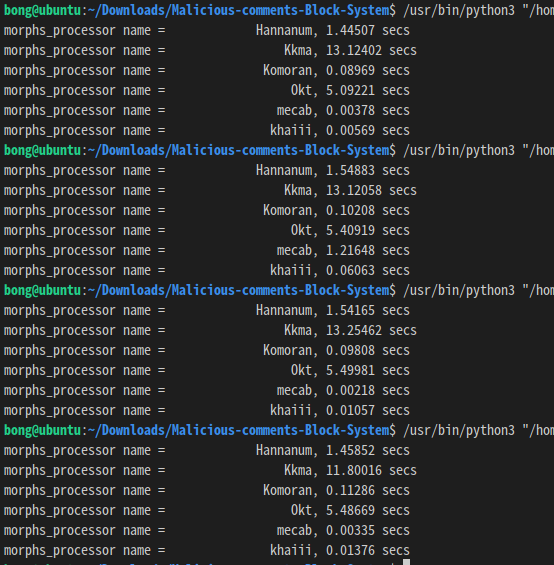 bong@ubuntu:~/Downloads/Malicious-comments-Block-System$ /usr/bin/python3 "/hom
morphs_processor name = Hannanum, 1.44507 secs
morphs_processor name = Kkma, 13.12402 secs
morphs_processor name = Komoran, 0.08969 secs
morphs_processor name = Okt, 5.09221 secs
morphs_processor name = mecab, 0.00378 secs
morphs_processor name = khaiii, 0.00569 secs
bong@ubuntu:~/Downloads/Malicious-comments-Block-System$ /usr/bin/python3 "/hom
morphs_processor name = Hannanum, 1.54883 secs
morphs_processor name = Kkma, 13.12058 secs
morphs_processor name = Komoran, 0.10208 secs
morphs_processor name = Okt, 5.40919 secs
morphs_processor name = mecab, 1.21648 secs
morphs_processor name = khaiii, 0.06063 secs
bong@ubuntu:~/Downloads/Malicious-comments-Block-System$ /usr/bin/python3 "/hom
morphs_processor name = Hannanum, 1.54165 secs
morphs_processor name = Kkma, 13.25462 secs
morphs_processor name = Komoran, 0.09808 secs
morphs_processor name = Okt, 5.49981 secs
morphs_processor name = mecab, 0.00218 secs
morphs_processor name = khaiii, 0.01057 secs
bong@ubuntu:~/Downloads/Malicious-comments-Block-System$ /usr/bin/python3 "/hom
morphs_processor name = Hannanum, 1.45852 secs
morphs_processor name = Kkma, 11.80016 secs
morphs_processor name = Komoran, 0.11286 secs
morphs_processor name = Okt, 5.48669 secs
morphs_processor name = mecab, 0.00335 secs
morphs_processor name = khaiii, 0.01376 secs